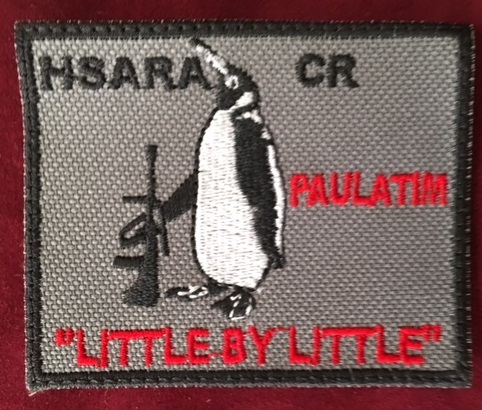 HSARA CR
PAULATIM
"LITTLE-BY LITTLE"